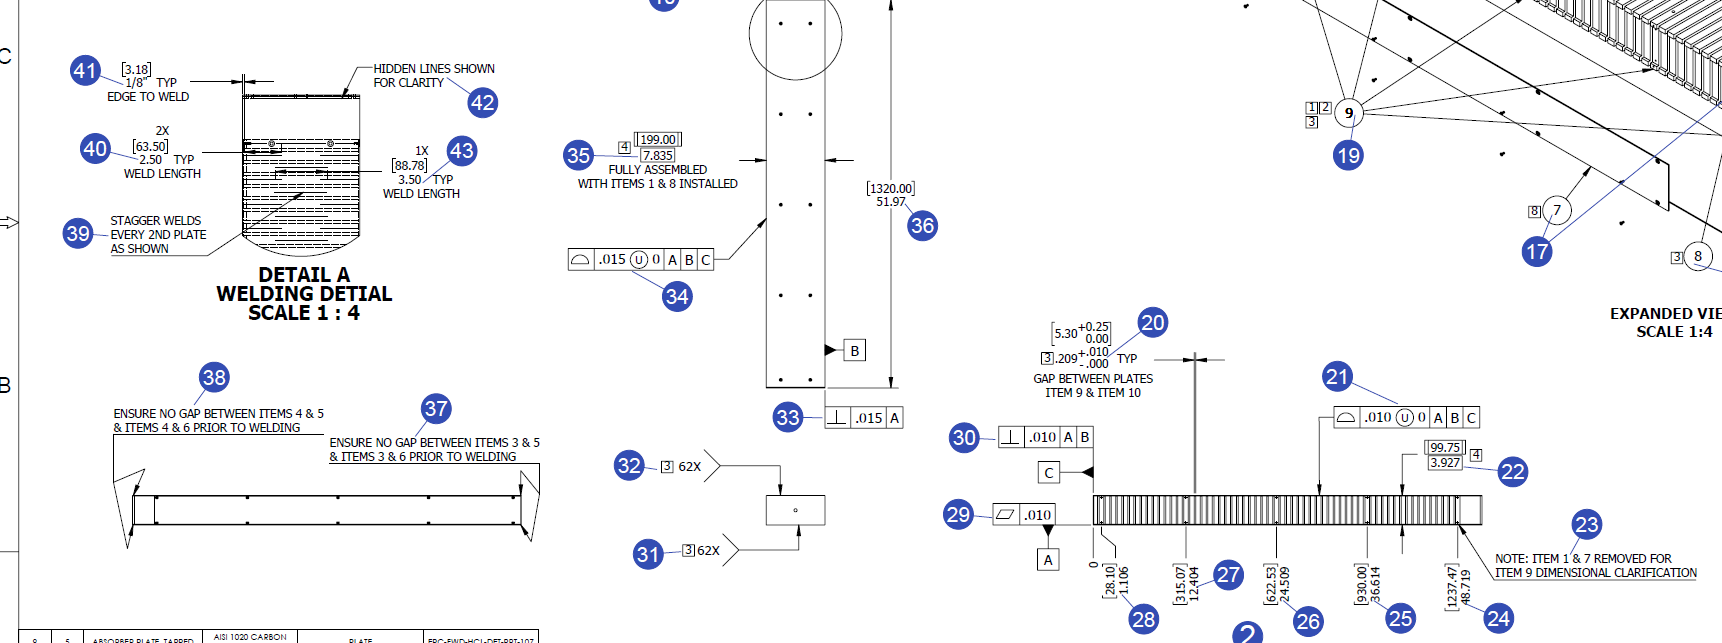 C
41
[3.18]
1/8" TYP
EDGE TO WELD
HIDDEN LINES SHOWN
FOR CLARITY
42
2X
40
[63.50]
2.50 TYP
WELD LENGTH
1X
43
[88.78]
3.50 TYP
WELD LENGTH
39
STAGGER WELDS
EVERY 2ND PLATE
AS SHOWN
DETAIL A
WELDING DETIAL
SCALE 1 : 4
35
4
[199.00]
7.835
FULLY ASSEMBLED
WITH ITEMS 1 & 8 INSTALLED
[1320.00]
51.97
36
.015 U 0 A B C
34
B
33
.015 A
1 2
3
9
19
8
7
17
3
8
EXPANDED VIE
SCALE 1:4
20
[5.30 +0.25 0.00]
3 .209 +.010 -.000 TYP
GAP BETWEEN PLATES
ITEM 9 & ITEM 10
21
.010 U 0 A B C
30
.010 A B
C
[99.75]
3.927
4
22
29
.010
A
23
NOTE: ITEM 1 & 7 REMOVED FOR
ITEM 9 DIMENSIONAL CLARIFICATION
0
[28.10]
1.106
28
[315.07]
12.404
27
[622.53]
24.509
26
[930.00]
36.614
25
[1237.47]
48.719
24
2
B
38
ENSURE NO GAP BETWEEN ITEMS 4 & 5
& ITEMS 4 & 6 PRIOR TO WELDING
37
ENSURE NO GAP BETWEEN ITEMS 3 & 5
& ITEMS 3 & 6 PRIOR TO WELDING
32
3 62X
31
3 62X
9 5 ABSORBER PLATE, TAPPED AISI 1020 CARBON PLATE